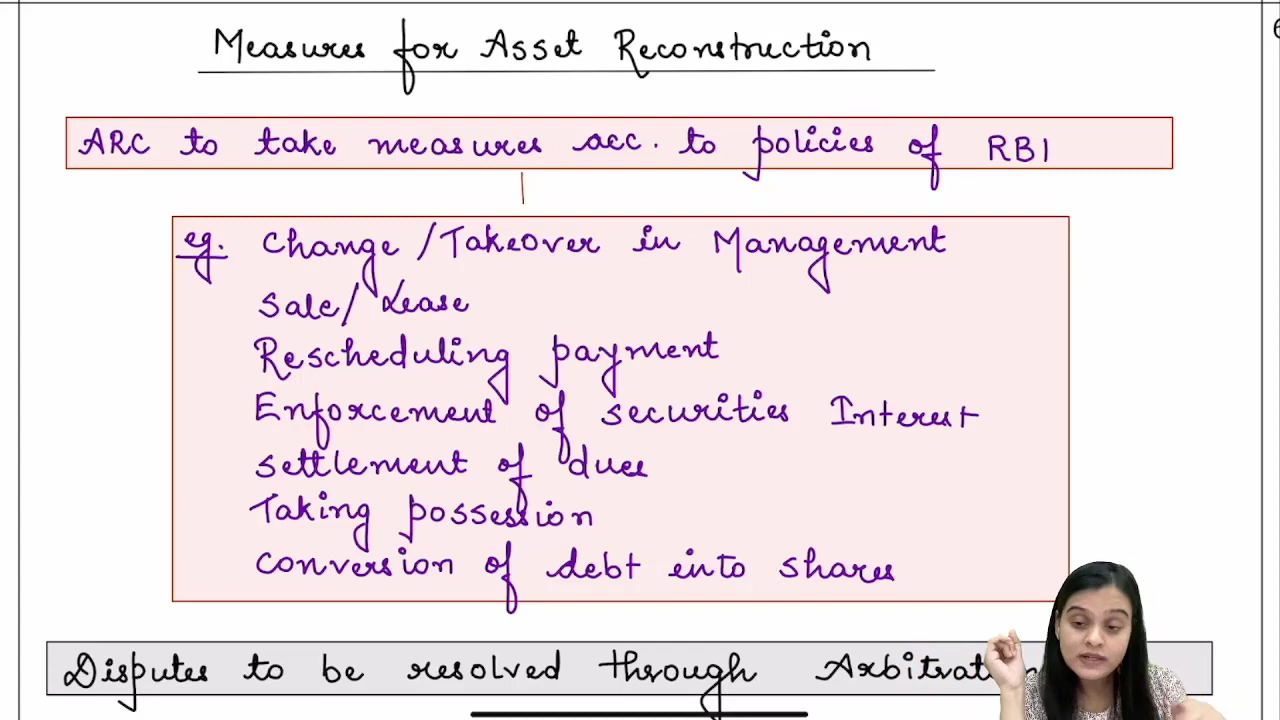 Measures for Asset Reconstruction
ARC to take measures acc. to policies of RBI
eg. Change / Takeover in Management
Sale / Lease
Rescheduling payment
Enforcement of securities Interest
settlement of dues
Taking possession
conversion of debt into shares
Disputes to be resolved through